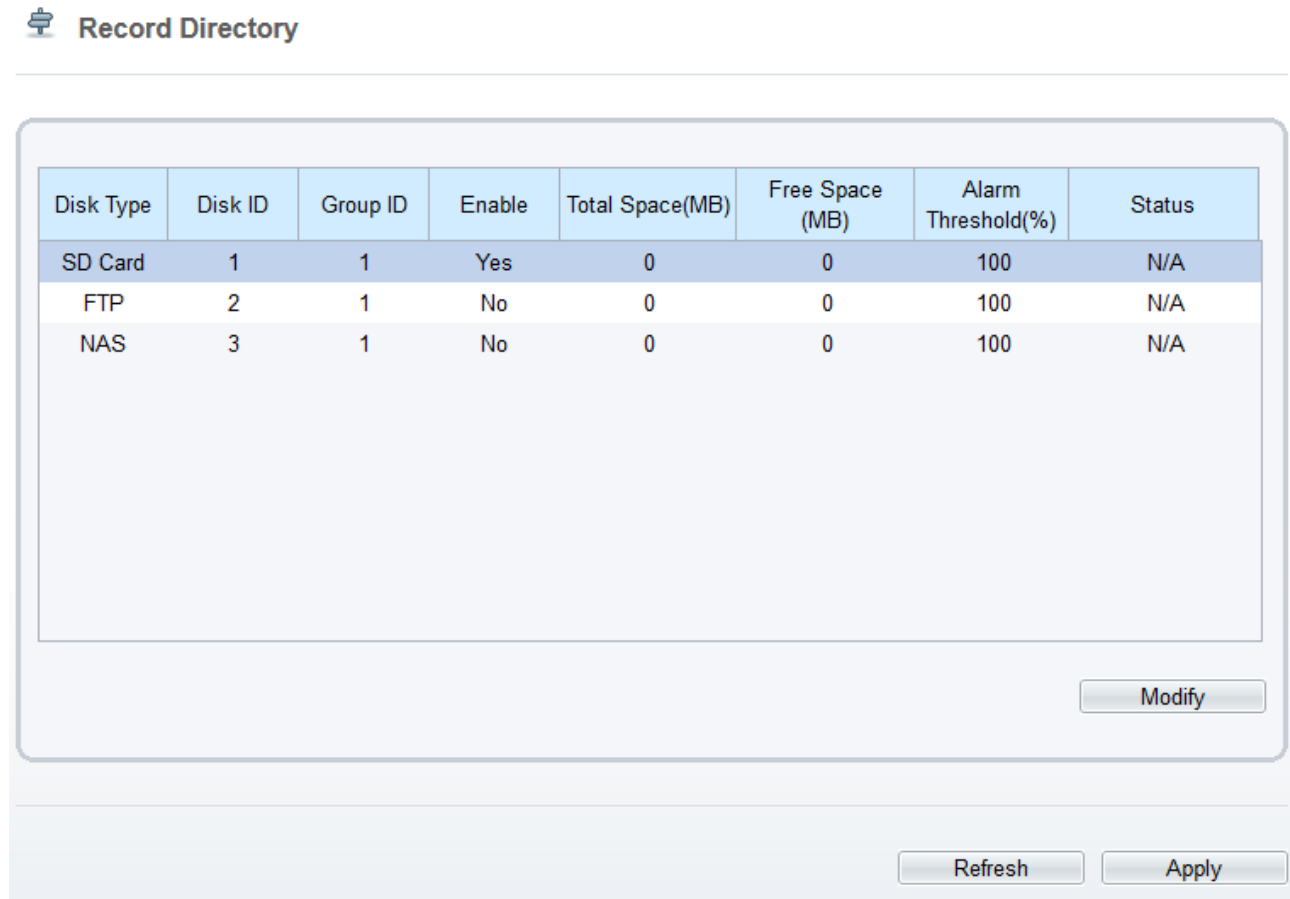 Record Directory
Disk Type Disk ID Group ID Enable Total Space(MB) Free Space (MB) Alarm Threshold(%) Status
SD Card 1 1 Yes 0 0 100 N/A
FTP 2 1 No 0 0 100 N/A
NAS 3 1 No 0 0 100 N/A
Modify
Refresh Apply